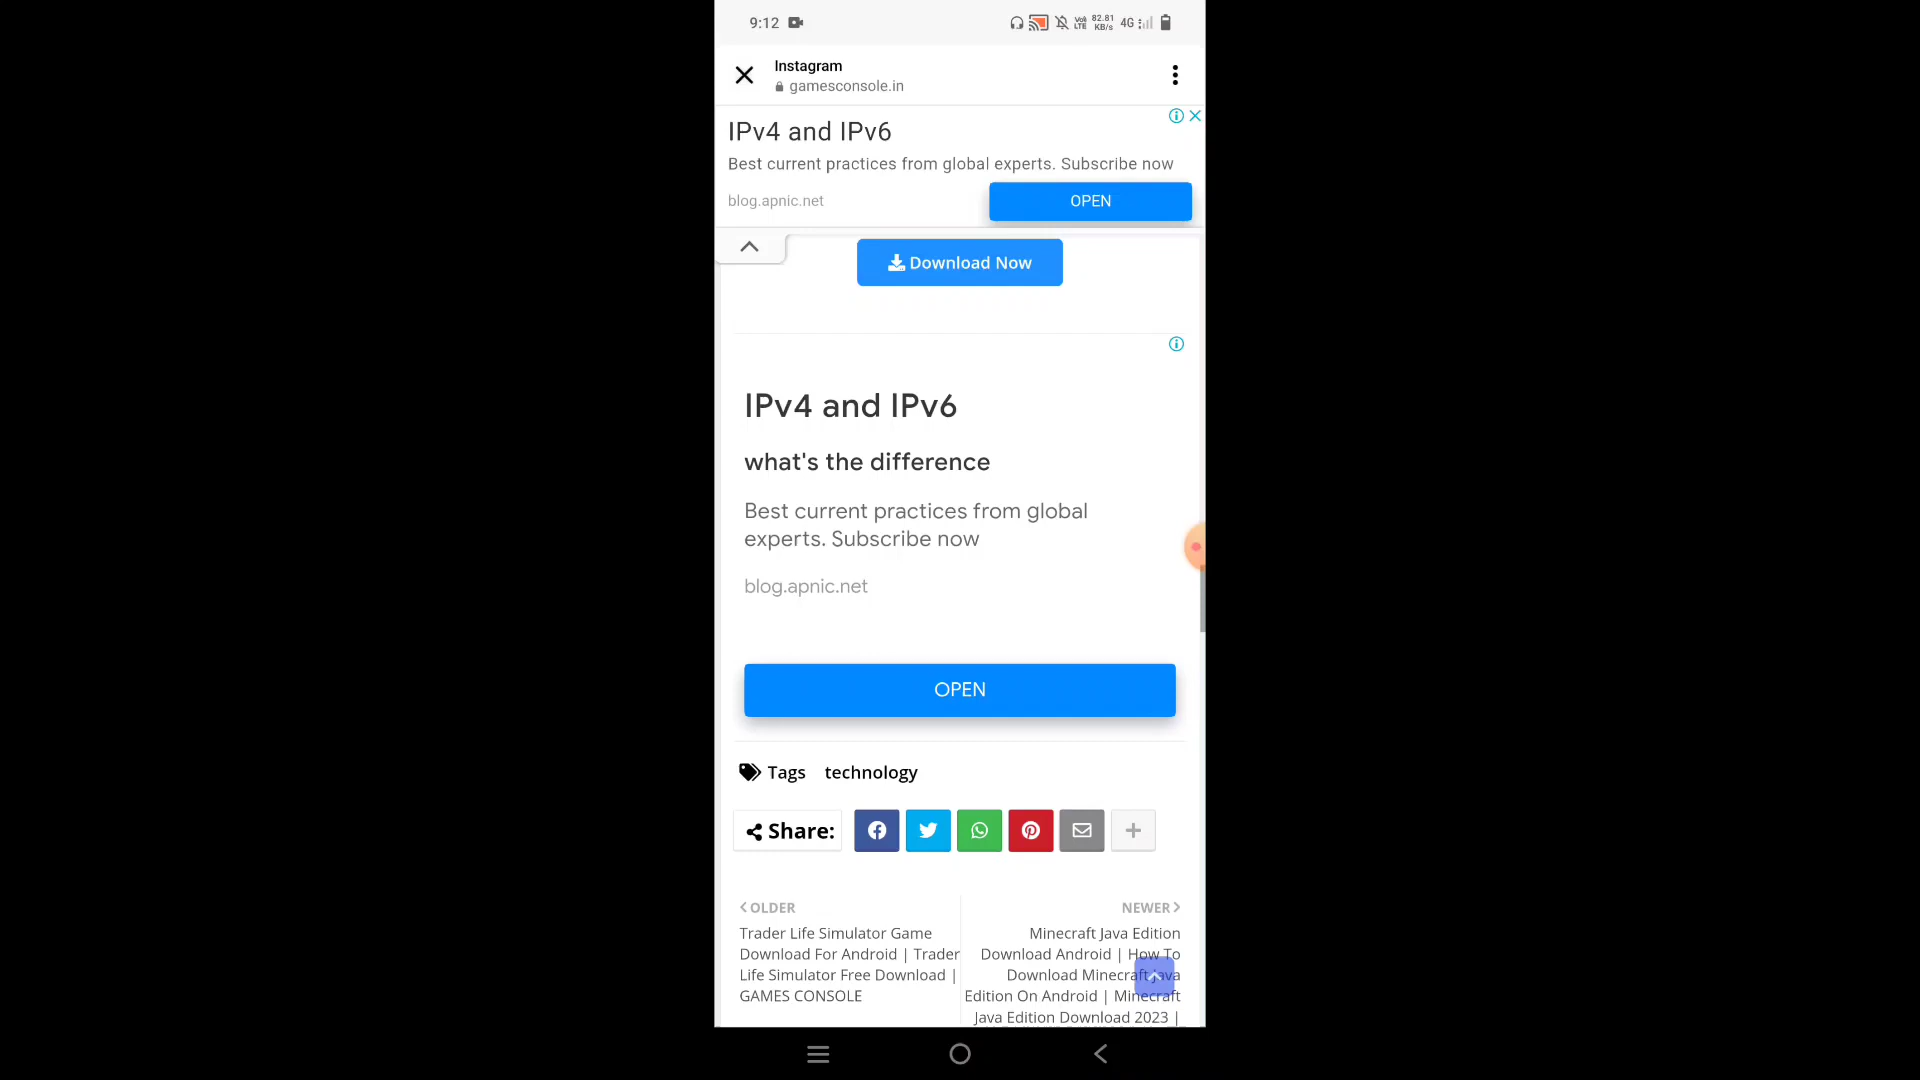 9:12
Vo) LTE
82.81 KB/s
4G
Instagram
gamesconsole.in
IPv4 and IPv6
Best current practices from global experts. Subscribe now
blog.apnic.net
OPEN
Download Now
IPv4 and IPv6
what's the difference
Best current practices from global
experts. Subscribe now
blog.apnic.net
OPEN
Tags technology
Share:
OLDER
Trader Life Simulator Game
Download For Android | Trader
Life Simulator Free Download |
GAMES CONSOLE
NEWER
Minecraft Java Edition
Download Android | How To
Download Minecraft Java
Edition On Android | Minecraft
Java Edition Download 2023 |